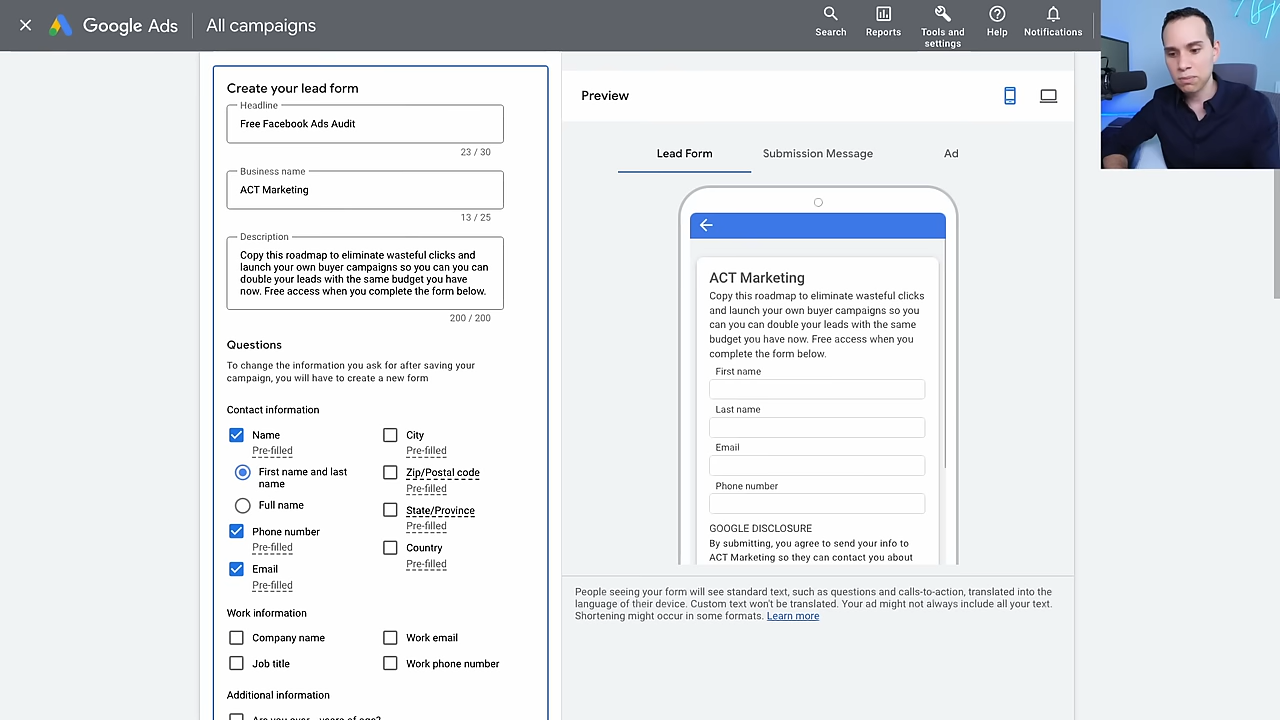 Google Ads
All campaigns
Search
Reports
Tools and
settings
Help
Notifications
Create your lead form
Headline
Free Facebook Ads Audit
23 / 30
Business name
ACT Marketing
13 / 25
Description
Copy this roadmap to eliminate wasteful clicks and
launch your own buyer campaigns so you can you can
double your leads with the same budget you have
now. Free access when you complete the form below.
200 / 200
Questions
To change the information you ask for after saving your
campaign, you will have to create a new form
Contact information
Name
Pre-filled
First name and last
name
Full name
Phone number
Pre-filled
Email
Pre-filled
City
Pre-filled
Zip/Postal code
Pre-filled
State/Province
Pre-filled
Country
Pre-filled
Work information
Company name
Work email
Job title
Work phone number
Additional information
Preview
Lead Form
Submission Message
Ad
ACT Marketing
Copy this roadmap to eliminate wasteful clicks
and launch your own buyer campaigns so you
can you can double your leads with the same
budget you have now. Free access when you
complete the form below.
First name
Last name
Email
Phone number
GOOGLE DISCLOSURE
By submitting, you agree to send your info to
ACT Marketing so they can contact you about
People seeing your form will see standard text, such as questions and calls-to-action, translated into the
language of their device. Custom text won't be translated. Your ad might not always include all your text.
Shortening might occur in some formats. Learn more